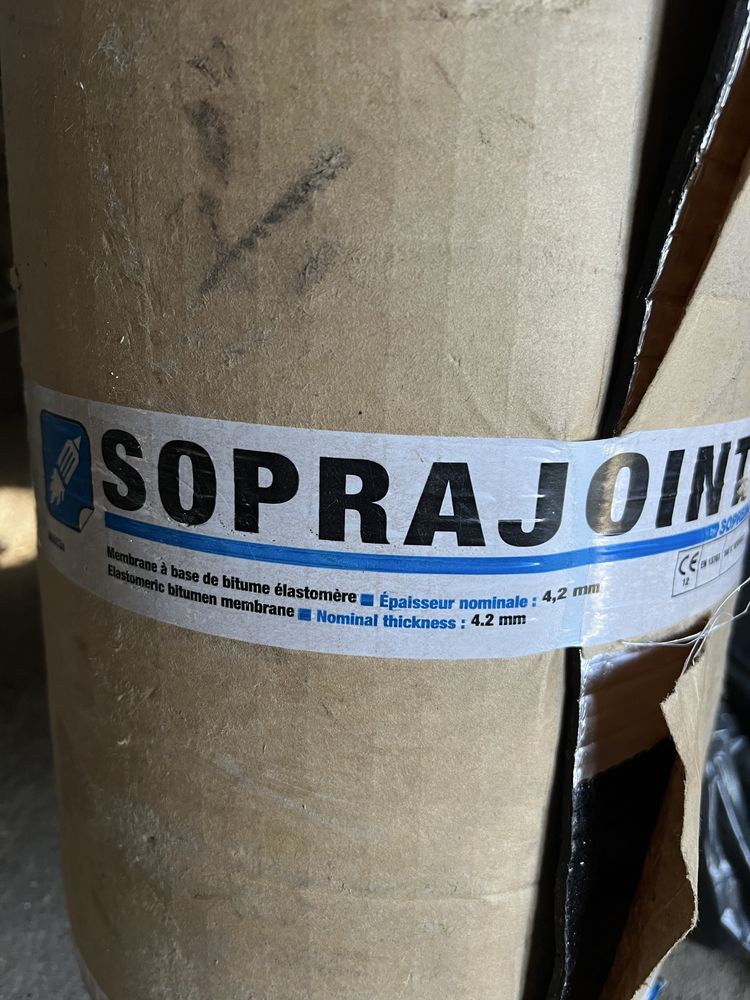 SOPRAJOINT
Membrane à base de bitume élastomère ■ Épaisseur nominale : 4,2 mm
Elastomeric bitumen membrane ■ Nominal thickness : 4.2 mm
CE
12